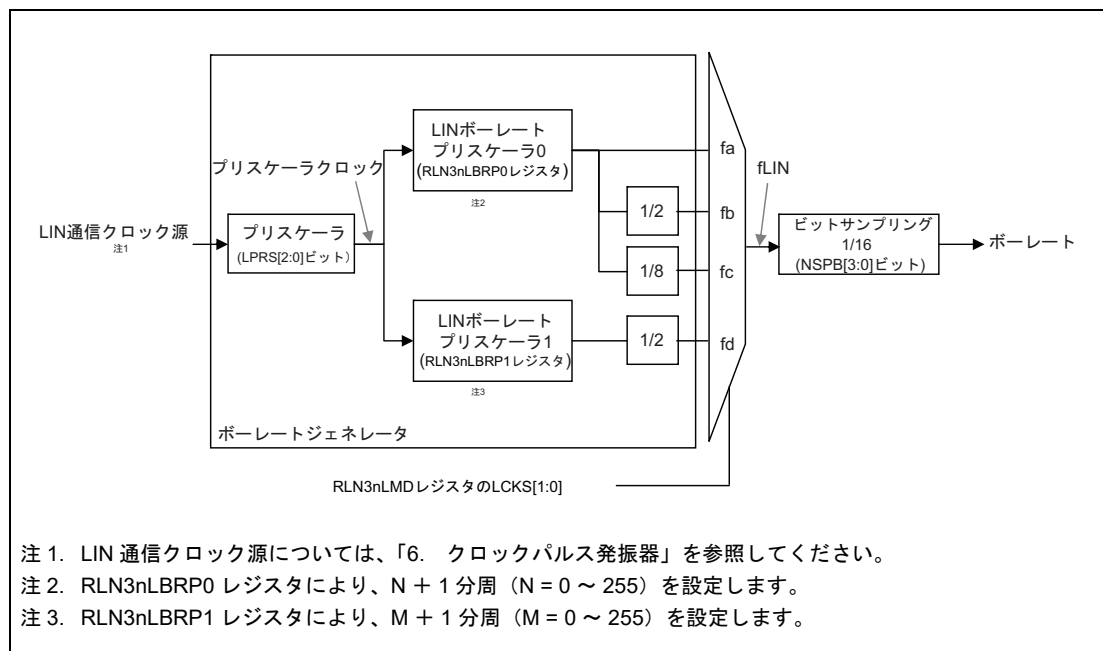 LINボーレート
プリスケーラ0
(RLN3nLBRP0レジスタ)
注2
fa
プリスケーラクロック
fLIN
1/2
fb
LIN通信クロック源
注1
プリスケーラ
(LPRS[2:0]ビット)
ビットサンプリング
1/16
(NSPB[3:0]ビット)
ボーレート
1/8
fc
LINボーレート
プリスケーラ1
(RLN3nLBRP1レジスタ)
注3
1/2
fd
ボーレートジェネレータ
RLN3nLMDレジスタのLCKS[1:0]
注 1. LIN 通信クロック源については、「6. クロックパルス発振器」を参照してください。
注 2. RLN3nLBRP0 レジスタにより、N + 1 分周（N = 0 ~ 255）を設定します。
注 3. RLN3nLBRP1 レジスタにより、M + 1 分周（M = 0 ~ 255）を設定します。